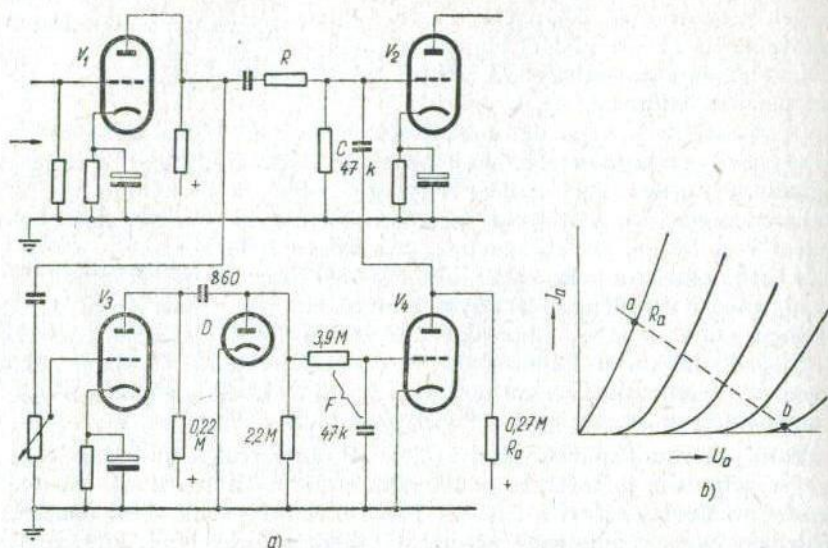 V₁
R
V₂
C
47 k
+
860
V₃
D
V₄
3,9M
F
0,22
M
2,2M
47k
0,27M
Rₐ
+
+
a)
Jₐ
a
Rₐ
b
Uₐ
b)